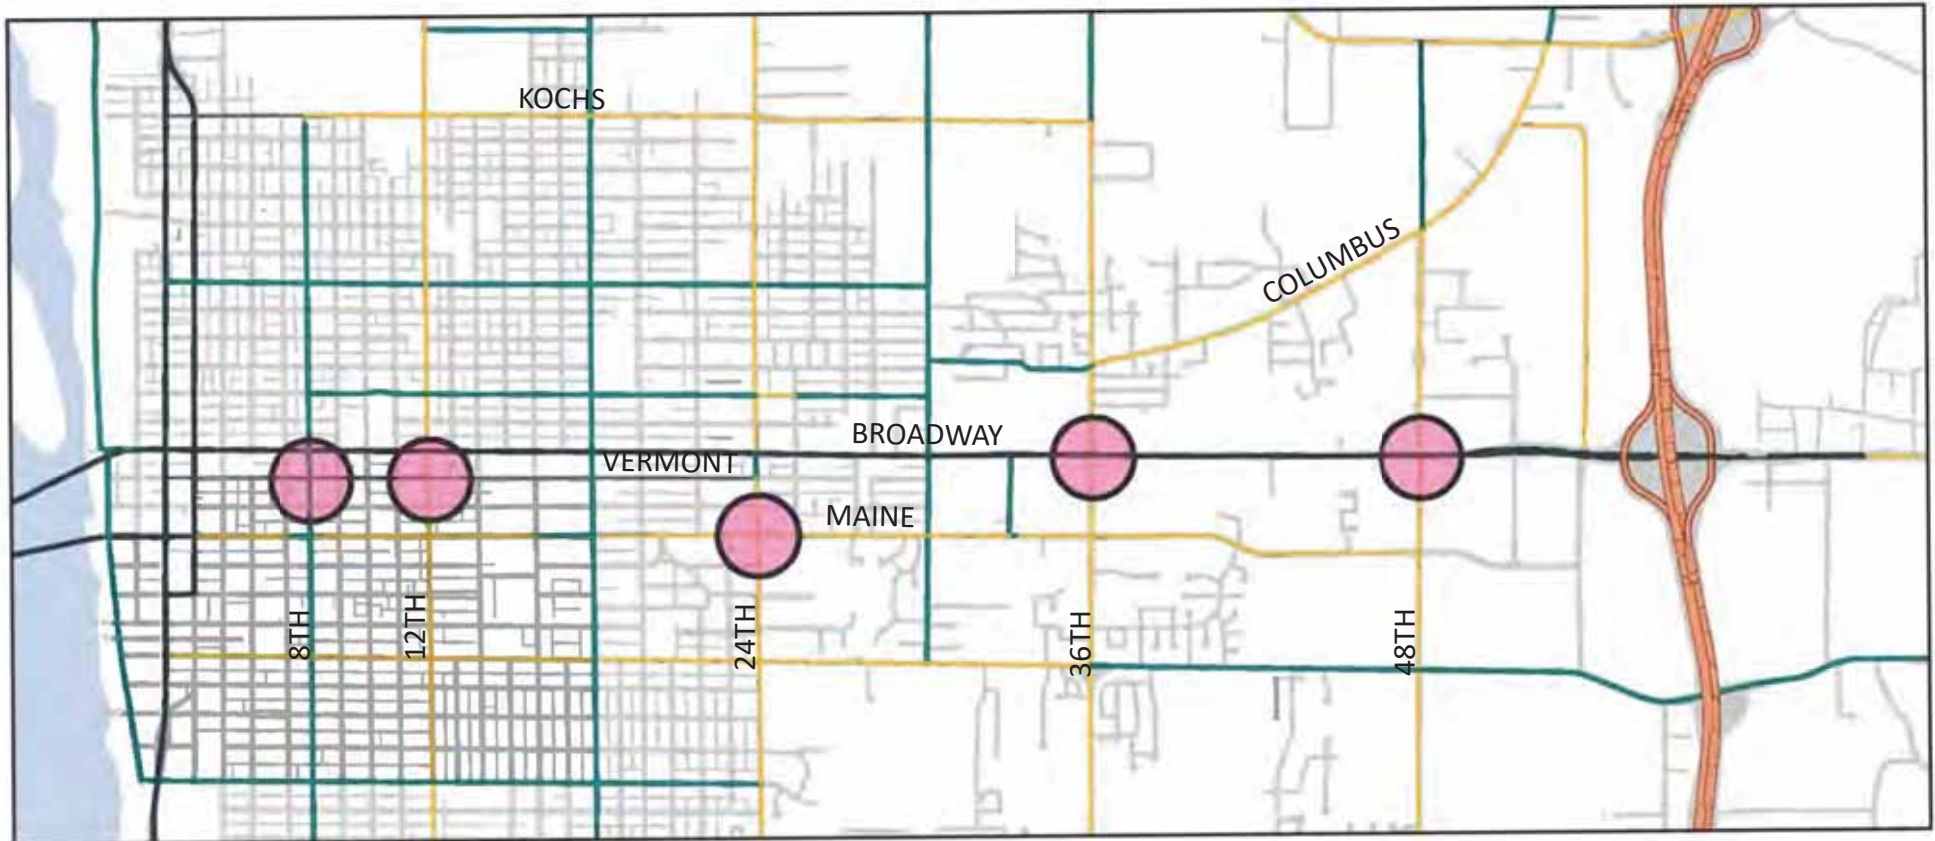 KOCHS
COLUMBUS
BROADWAY
VERMONT
MAINE
8TH
12TH
24TH
36TH
48TH